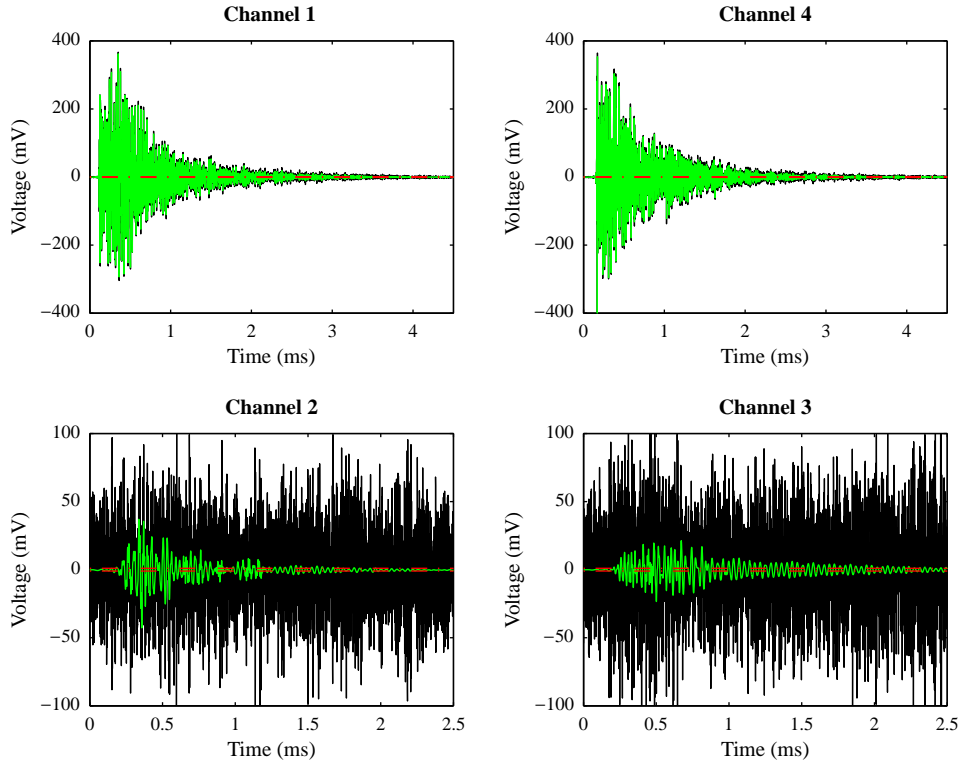 Channel 1
400
200
0
−200
−400
Voltage (mV)
0 1 2 3 4
Time (ms)
Channel 4
400
200
0
−200
−400
Voltage (mV)
0 1 2 3 4
Time (ms)
Channel 2
100
50
0
−50
−100
Voltage (mV)
0 0.5 1 1.5 2 2.5
Time (ms)
Channel 3
100
50
0
−50
−100
Voltage (mV)
0 0.5 1 1.5 2 2.5
Time (ms)